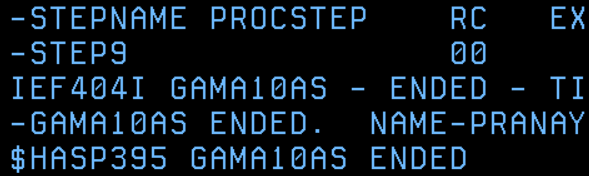 -STEPNAME PROCSTEP    RC   EX
-STEP9                00
IEF404I GAMA10AS - ENDED - TI
-GAMA10AS ENDED.  NAME-PRANAY
$HASP395 GAMA10AS ENDED